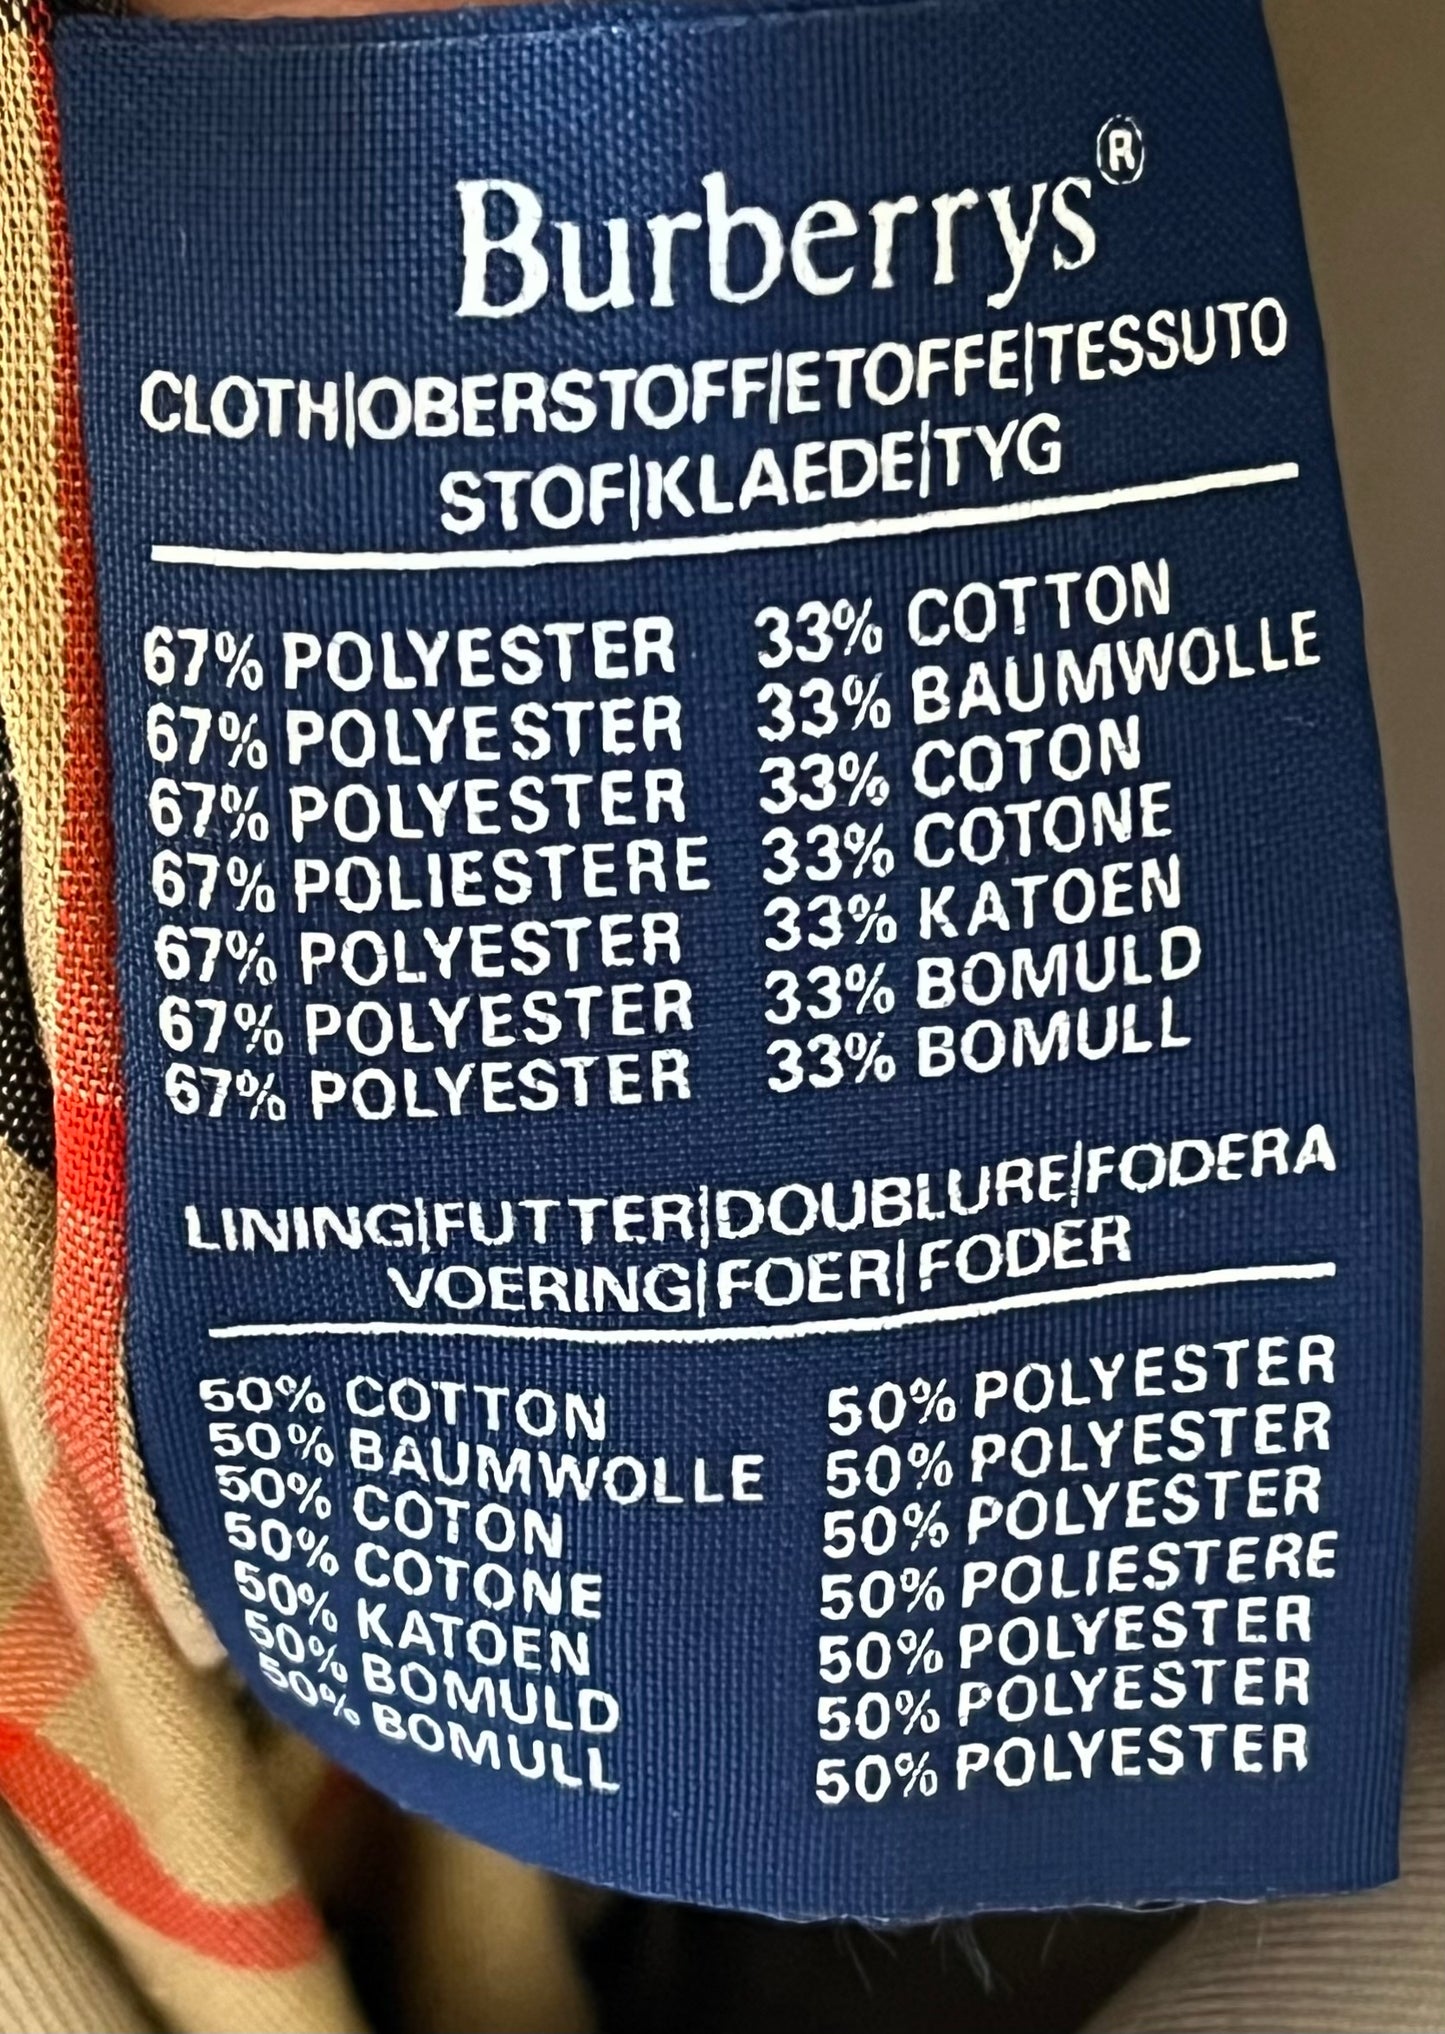 Burberrys®
CLOTH|OBERSTOFF|ETOFFE|TESSUTO
STOF|KLAEDE|TYG
67% POLYESTER 33% COTTON
67% POLYESTER 33% BAUMWOLLE
67% POLYESTER 33% COTON
67% POLIESTERE 33% COTONE
67% POLYESTER 33% KATOEN
67% POLYESTER 33% BOMULD
67% POLYESTER 33% BOMULL
LINING|FUTTER|DOUBLURE|FODERA
VOERING|FOER|FODER
50% COTTON 50% POLYESTER
50% BAUMWOLLE 50% POLYESTER
50% COTON 50% POLYESTER
50% COTONE 50% POLIESTERE
50% KATOEN 50% POLYESTER
50% BOMULD 50% POLYESTER
50% BOMULL 50% POLYESTER